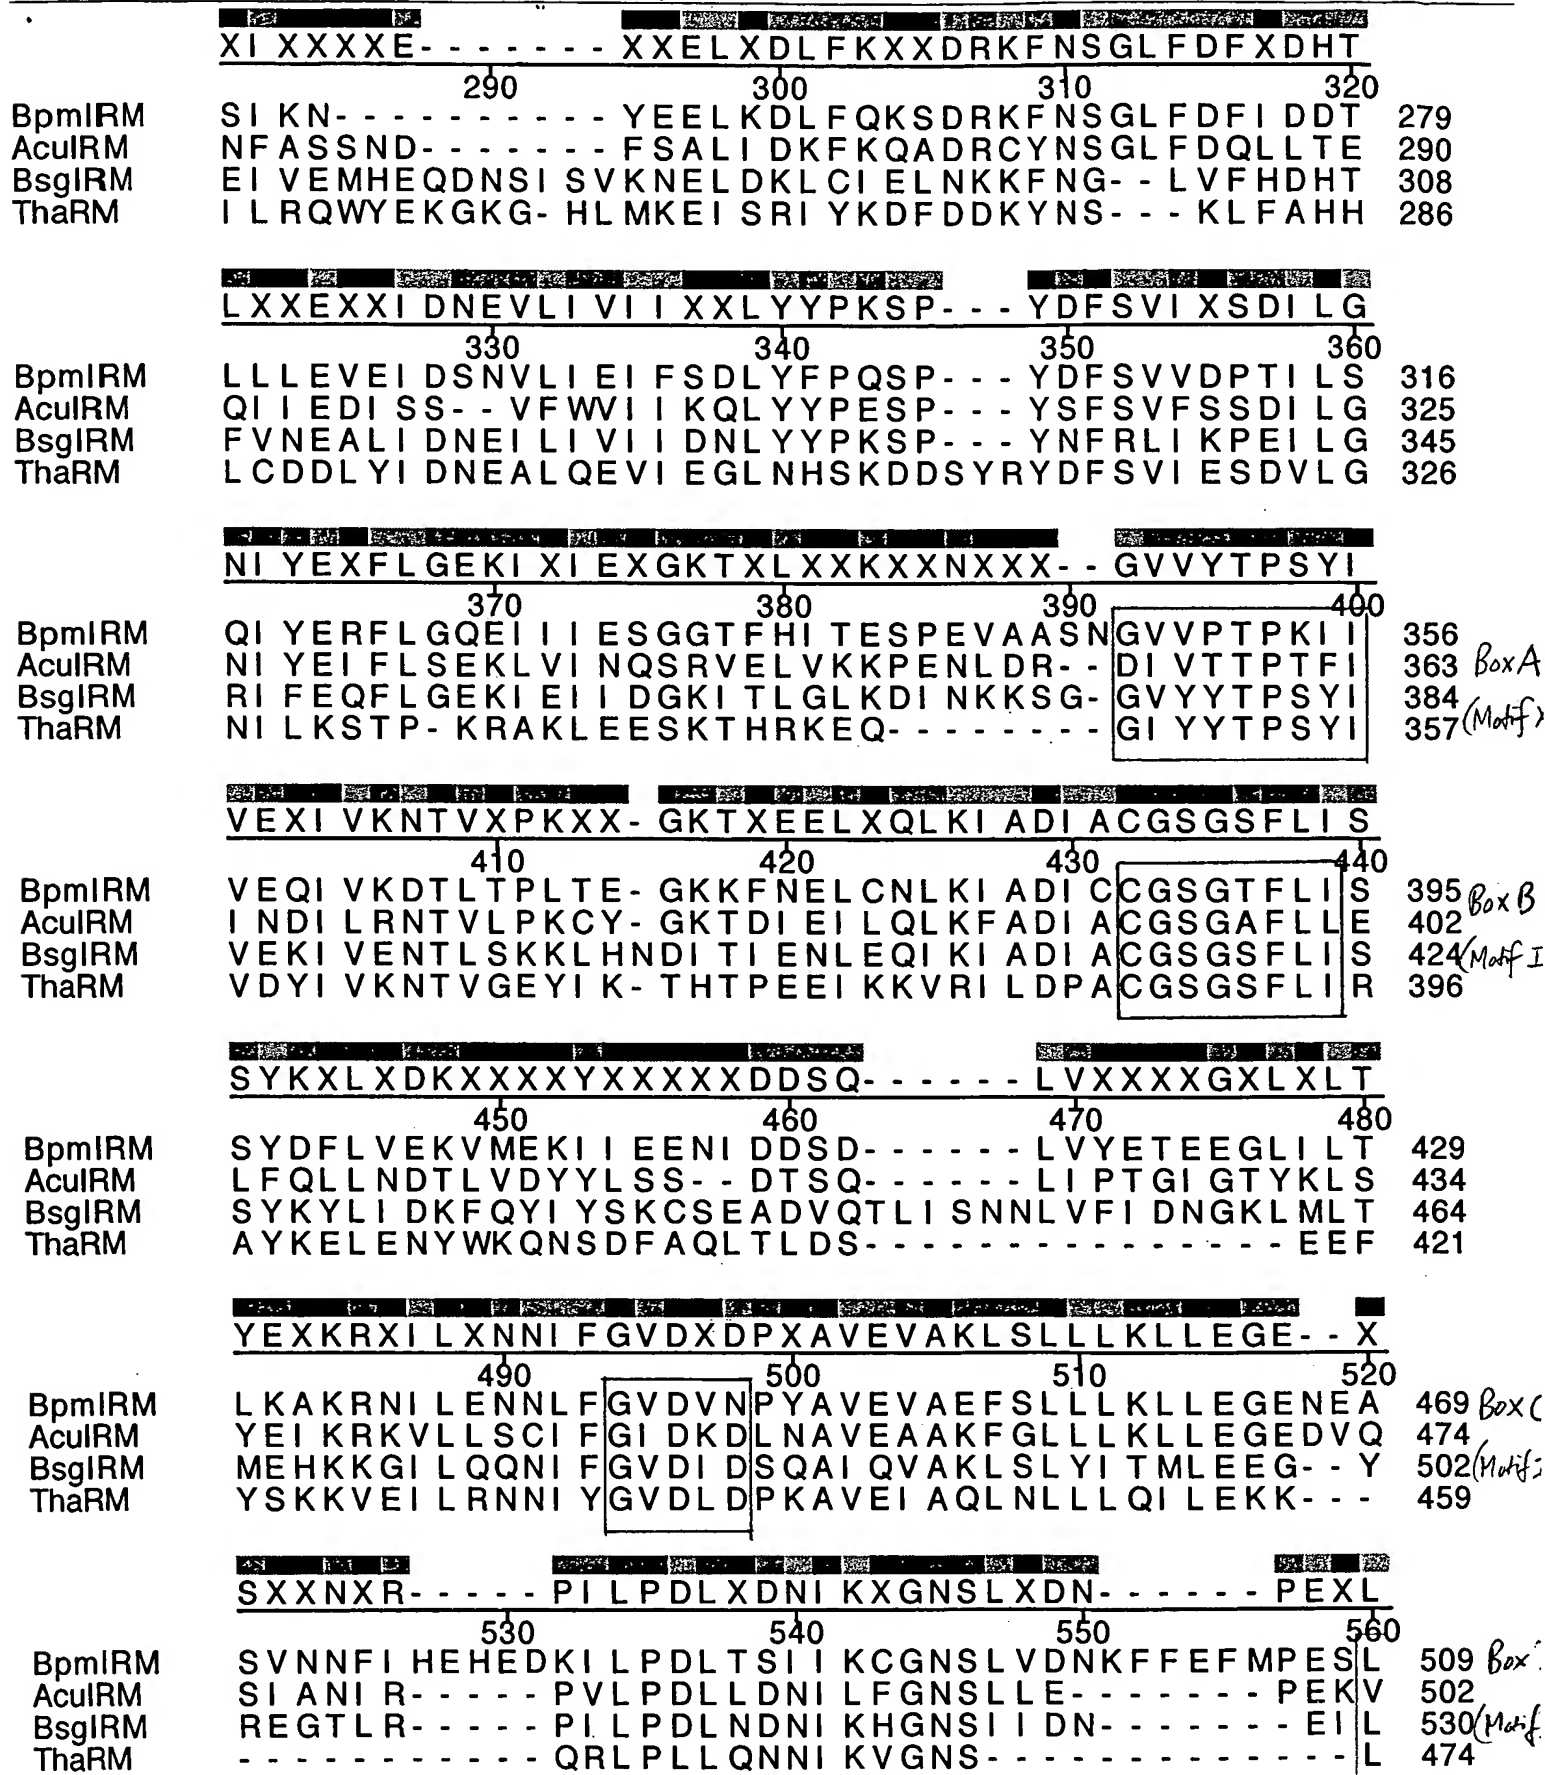 XIXXXXE-------XXELXDLFKXXDRKFNSGLFDFXDHT
290 300 310 320
BpmIRM SIKN----------YEELKDLFQKSDRKFNSGLFDFIDDT 279
AcuIRM NFASSND-------FSALIDKFKQADRCYNSGLFDQLLTE 290
BsgIRM EIVEMHEQDNSISVKNELDKLCIELNKKFNG--LVFHDHT 308
ThaRM ILRQWYEKGKG-HLMKEISRIYKDFDDKYNS---KLFAHH 286
LXXEXXIDNEVLIVIIXXLYYPKSP---YDFSVIXSDILG
330 340 350 360
BpmIRM LLLEVEIDSNVLIEIFSDLYFPQSP---YDFSVVDPTILS 316
AcuIRM QIIEDISS--VFWVIIKQLYYPESP---YSFSVFSSDILG 325
BsgIRM FVNEALIDNEILIVIIDNLYYPKSP---YNFRLIKPEILG 345
ThaRM LCDDLYIDNEALQEVIEGLNHSKDDSYRYDFSVIESDVLG 326
NIYEXFLGEKIXIEXGKTXLXXKXXNXXX--GVVYTPSYI
370 380 390 400
BpmIRM QIYERFLGQEIIIESGGTFHITESPEVAASNGVVPTPKII 356
AcuIRM NIYEIFLSEKLVINQSRVELVKKPENLDR--DIVTTPTFI 363 Box A
BsgIRM RIFEQFLGEKIEIIDGKITLGLKDINKKSG-GVYYTPSYI 384
ThaRM NILKSTP-KRAKLEESKTHRKEQ--------GIYYTPSYI 357 (Motif
VEXIVKNTVXPKXX-GKTXEELXQLKIADIACGSGSFLIS
410 420 430 440
BpmIRM VEQIVKDTLTPLTE-GKKFNELCNLKIADICCGSGTFLIS 395 Box B
AcuIRM INDILRNTVLPKCY-GKTDIEILQLKFADIACGSGAFLLE 402
BsgIRM VEKIVENTLSKKLHNDITIENLEQIKIADIACGSGSFLIS 424 (Motif I
ThaRM VDYIVKNTVGEYIK-THTPEEIKKVRILDPACGSGSFLIR 396
SYKXLXDKXXXXYXXXXXDDSQ------LVXXXXGXLXLT
450 460 470 480
BpmIRM SYDFLVEKVMEKIIEENIDDSD------LVYETEEGLILT 429
AcuIRM LFQLLNDTLVDYYLSS--DTSQ------LIPTGIGTYKLS 434
BsgIRM SYKYLIDKFQYIYSKCSEADVQTLISNNLVFIDNGKLMLT 464
ThaRM AYKELENYWKQNSDFAQLTLDS---------------EEF 421
YEXKRXILXNNIFGVDXDPXAVEVAKLSLLLKLLEGE--X
490 500 510 520
BpmIRM LKAKRNILENNLFGVDVNPYAVEVAEFSLLLKLLEGENEA 469 Box C
AcuIRM YEIKRKVLLSCIFGIDKDLNAVEAAKFGLLLKLLEGEDVQ 474
BsgIRM MEHKKGILQQNIFGVDIDSQAIQVAKLSLYITMLEEG--Y 502 (Motif
ThaRM YSKKVEILRNNIYGVDLDPKAVEIAQLNLLLQILEKK--- 459
SXXNXR-----PILPDLXDNIKXGNSLXDN------PEXL
530 540 550 560
BpmIRM SVNNFIHEHEDKILPDLTSIIKCGNSLVDNKFFEFMPESL 509 Box
AcuIRM SIANIR-----PVLPDLLDNILFGNSLLE-------PEKV 502
BsgIRM REGTLR-----PILPDLNDNIKHGNSIIDN-------EIL 530 (Motif
ThaRM -----------QRLPLLQNNIKVGNS-------------L 474